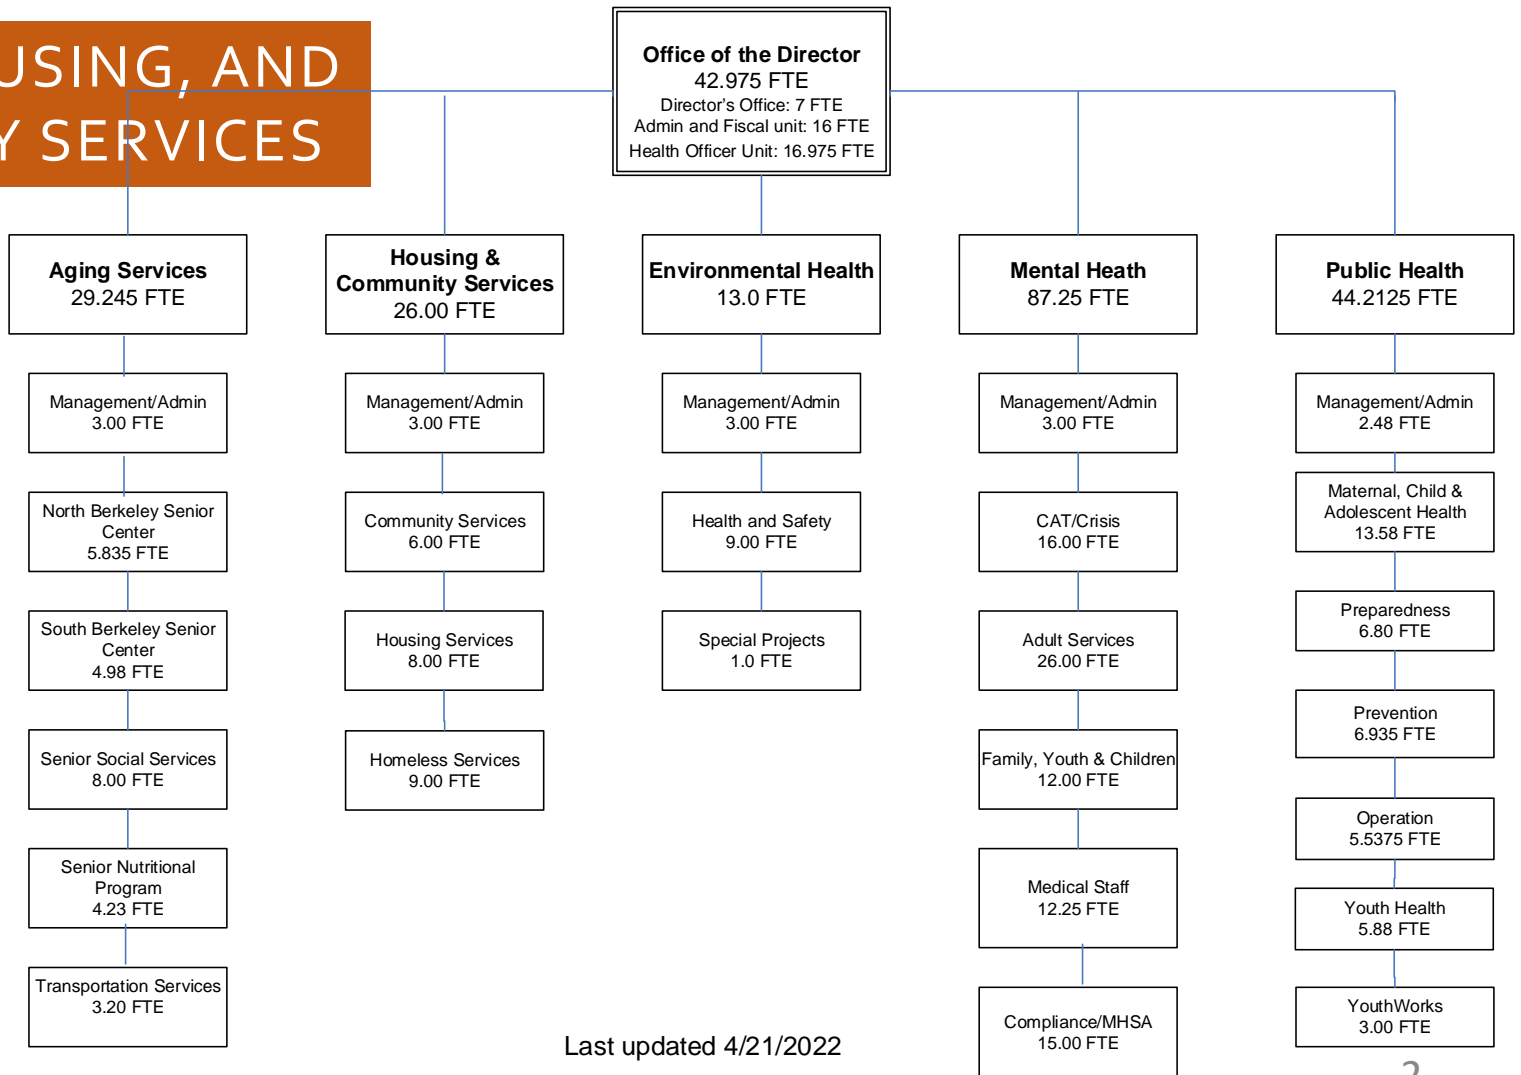 USING, AND
Y SERVICES
Office of the Director
42.975 FTE
Director's Office: 7 FTE
Admin and Fiscal unit: 16 FTE
Health Officer Unit: 16.975 FTE
Aging Services
29.245 FTE
Management/Admin
3.00 FTE
North Berkeley Senior
Center
5.835 FTE
South Berkeley Senior
Center
4.98 FTE
Senior Social Services
8.00 FTE
Senior Nutritional
Program
4.23 FTE
Transportation Services
3.20 FTE
Housing &
Community Services
26.00 FTE
Management/Admin
3.00 FTE
Community Services
6.00 FTE
Housing Services
8.00 FTE
Homeless Services
9.00 FTE
Environmental Health
13.0 FTE
Management/Admin
3.00 FTE
Health and Safety
9.00 FTE
Special Projects
1.0 FTE
Mental Heath
87.25 FTE
Management/Admin
3.00 FTE
CAT/Crisis
16.00 FTE
Adult Services
26.00 FTE
Family, Youth & Children
12.00 FTE
Medical Staff
12.25 FTE
Compliance/MHSA
15.00 FTE
Public Health
44.2125 FTE
Management/Admin
2.48 FTE
Maternal, Child &
Adolescent Health
13.58 FTE
Preparedness
6.80 FTE
Prevention
6.935 FTE
Operation
5.5375 FTE
Youth Health
5.88 FTE
YouthWorks
3.00 FTE
Last updated 4/21/2022